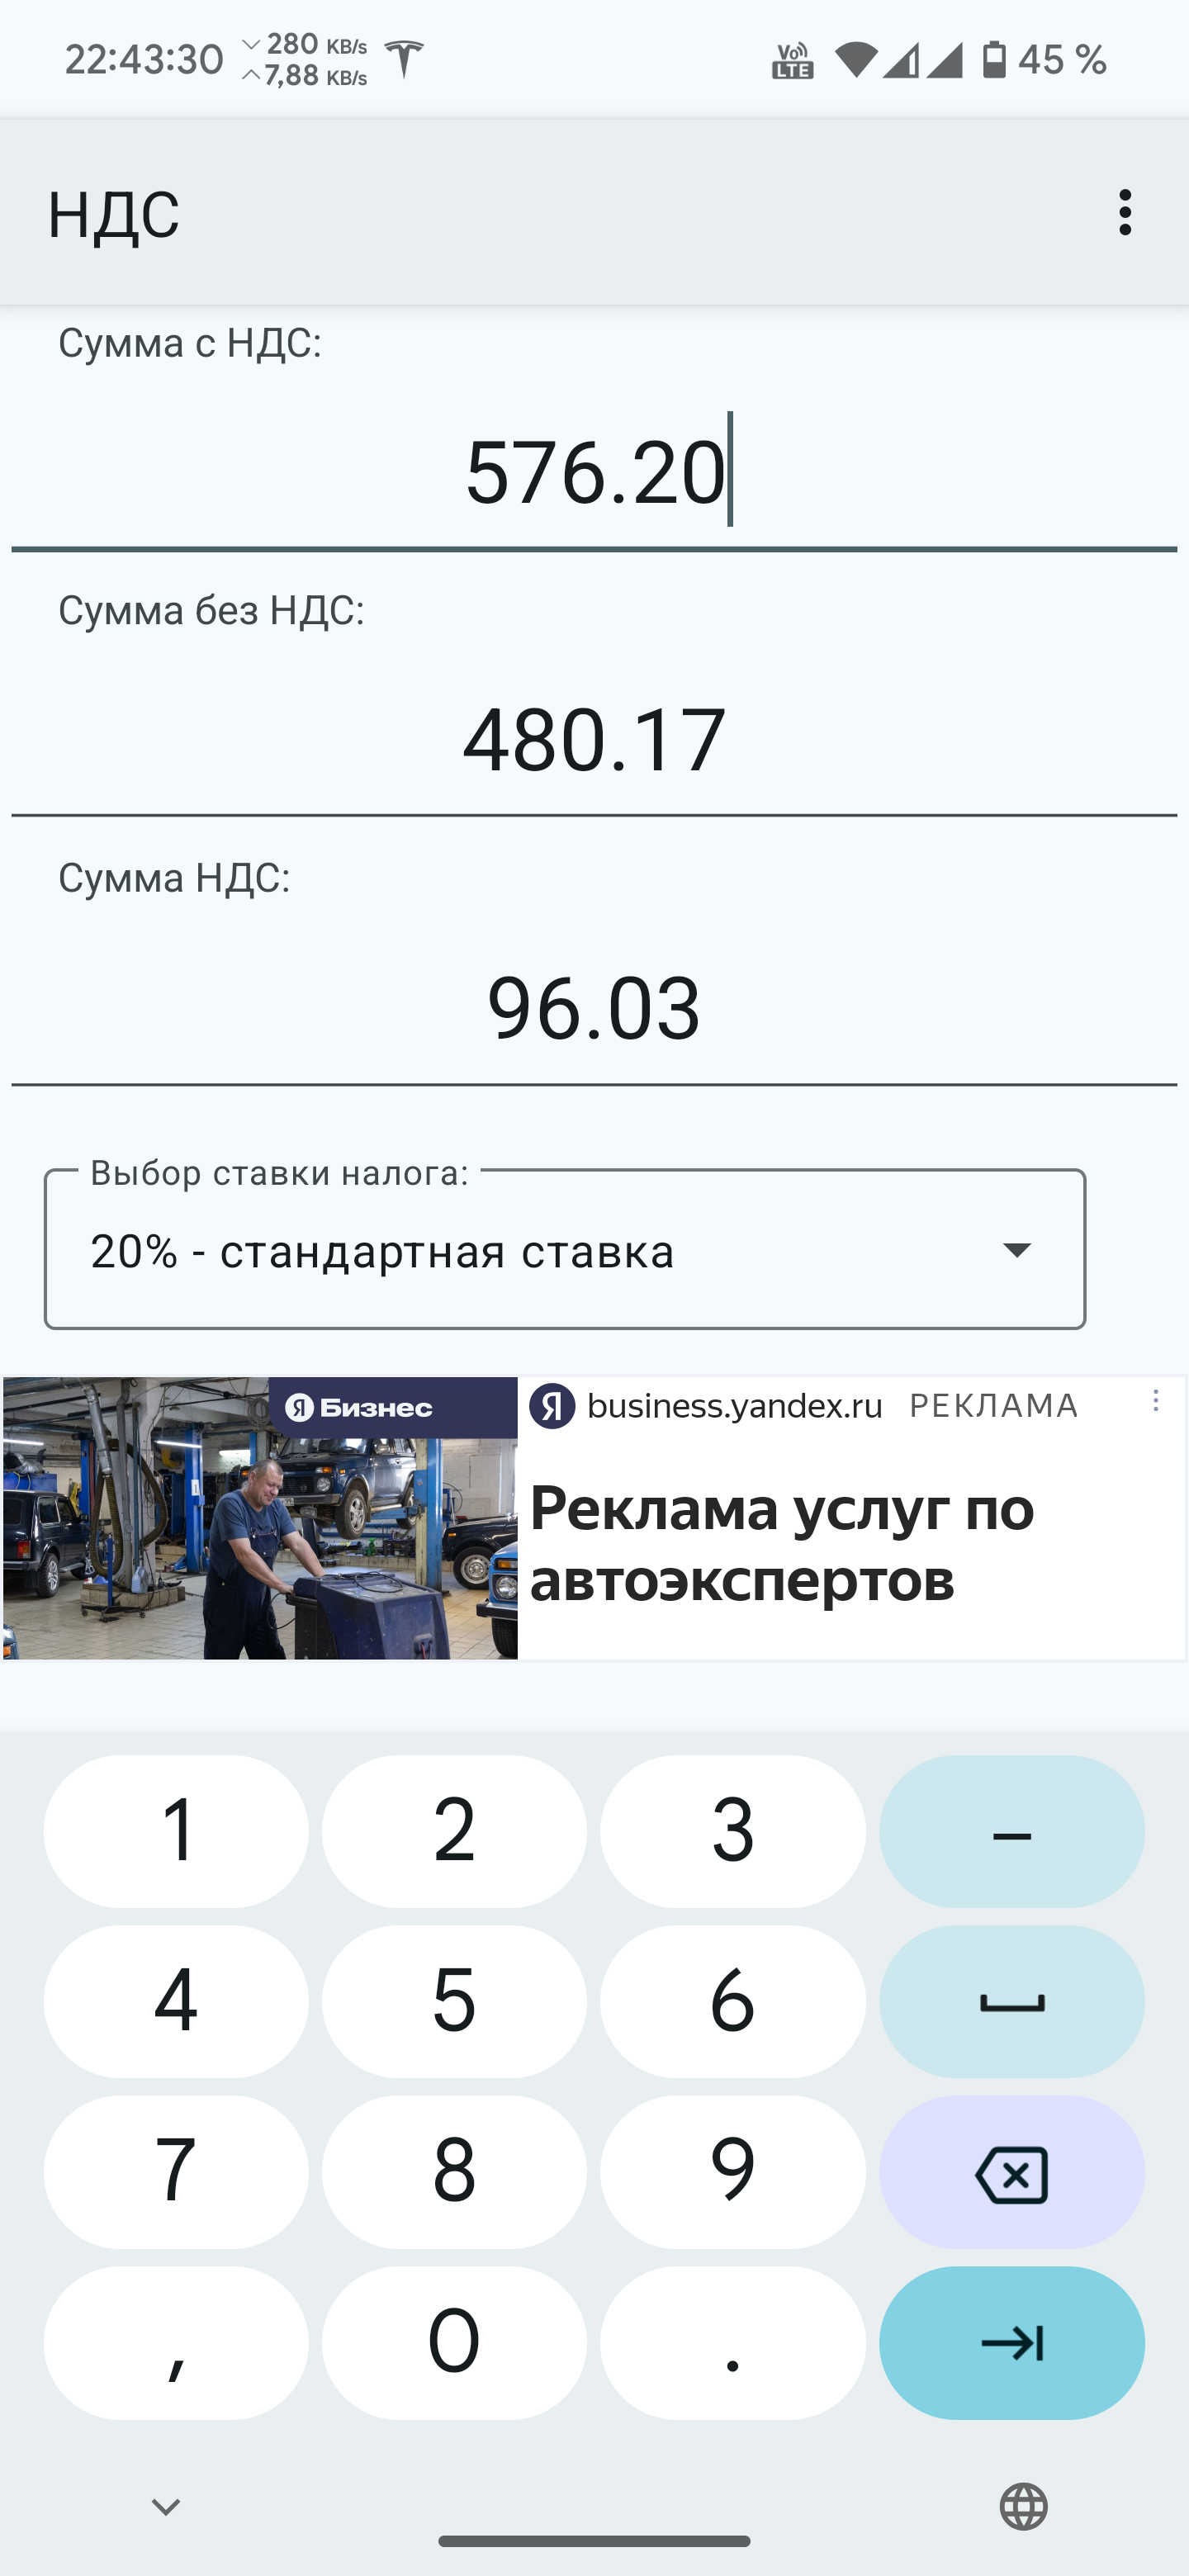 22:43:30
280 KB/s
7,88 KB/s
Vo LTE
45 %
НДС
Сумма с НДС:
576.20
Сумма без НДС:
480.17
Сумма НДС:
96.03
Выбор ставки налога:
20% - стандартная ставка
Я Бизнес
Я business.yandex.ru РЕКЛАМА
Реклама услуг по
автоэкспертов
1 2 3 –
4 5 6
7 8 9
, 0 .